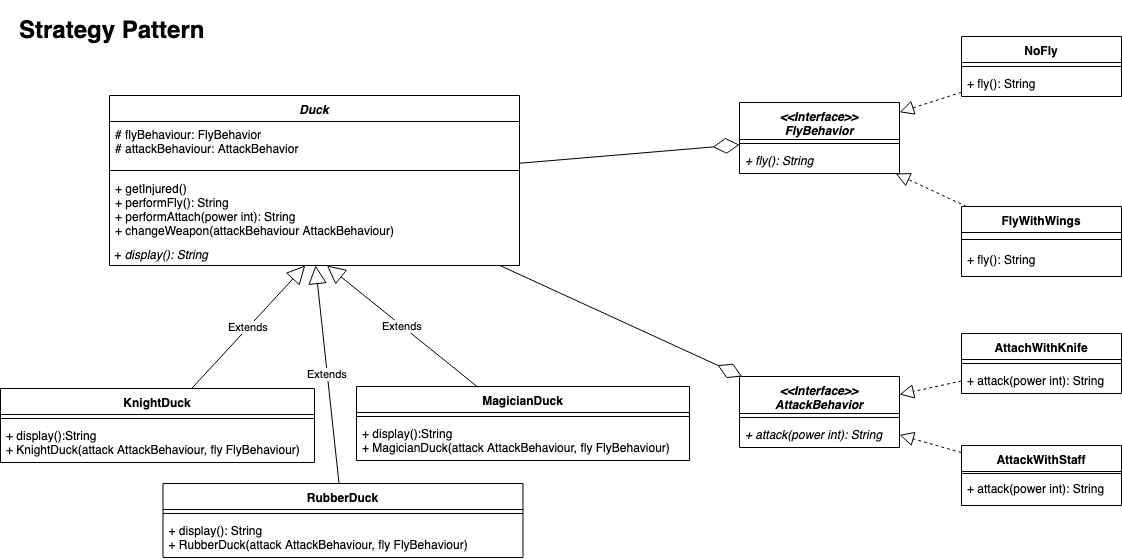 Strategy Pattern
Duck
# flyBehaviour: FlyBehavior
# attackBehaviour: AttackBehavior
+ getInjured()
+ performFly(): String
+ performAttach(power int): String
+ changeWeapon(attackBehaviour AttackBehaviour)
+ display(): String
<<Interface>>
FlyBehavior
+ fly(): String
NoFly
+ fly(): String
FlyWithWings
+ fly(): String
Extends
Extends
Extends
KnightDuck
+ display():String
+ KnightDuck(attack AttackBehaviour, fly FlyBehaviour)
MagicianDuck
+ display():String
+ MagicianDuck(attack AttackBehaviour, fly FlyBehaviour)
RubberDuck
+ display(): String
+ RubberDuck(attack AttackBehaviour, fly FlyBehaviour)
<<Interface>>
AttackBehavior
+ attack(power int): String
AttachWithKnife
+ attack(power int): String
AttackWithStaff
+ attack(power int): String